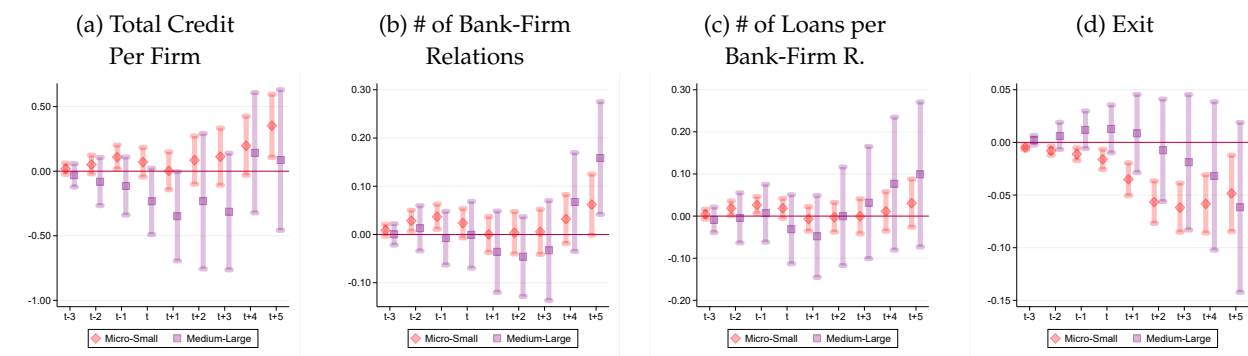 (a) Total Credit
Per Firm
0.50
0.00
-0.50
-1.00
t-3 t-2 t-1 t t+1 t+2 t+3 t+4 t+5
Micro-Small Medium-Large
(b) # of Bank-Firm
Relations
0.30
0.20
0.10
0.00
-0.10
t-3 t-2 t-1 t t+1 t+2 t+3 t+4 t+5
Micro-Small Medium-Large
(c) # of Loans per
Bank-Firm R.
0.30
0.20
0.10
0.00
-0.10
-0.20
t-3 t-2 t-1 t t+1 t+2 t+3 t+4 t+5
Micro-Small Medium-Large
(d) Exit
0.05
0.00
-0.05
-0.10
-0.15
t-3 t-2 t-1 t t+1 t+2 t+3 t+4 t+5
Micro-Small Medium-Large